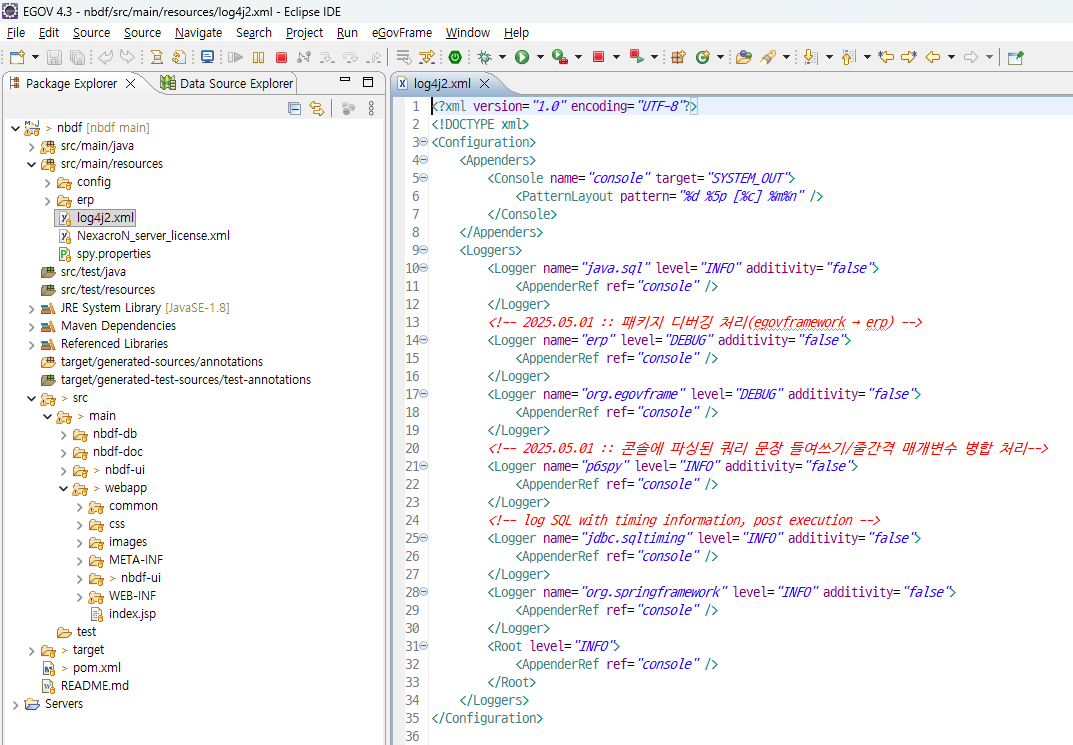 EGOV 4.3 - nbdf/src/main/resources/log4j2.xml - Eclipse IDE
File Edit Source Source Navigate Search Project Run eGovFrame Window Help
Package Explorer
Data Source Explorer
> nbdf [nbdf main]
src/main/java
src/main/resources
config
erp
log4j2.xml
NexacroN_server_license.xml
spy.properties
src/test/java
src/test/resources
JRE System Library [JavaSE-1.8]
Maven Dependencies
Referenced Libraries
target/generated-sources/annotations
target/generated-test-sources/test-annotations
> src
> main
nbdf-db
nbdf-doc
> nbdf-ui
> webapp
common
css
images
META-INF
> nbdf-ui
WEB-INF
index.jsp
test
> target
> pom.xml
README.md
Servers
log4j2.xml
1 <?xml version="1.0" encoding="UTF-8"?>
2 <!DOCTYPE xml>
3 <Configuration>
4 <Appenders>
5 <Console name="console" target="SYSTEM_OUT">
6 <PatternLayout pattern="%d %5p [%c] %m%n" />
7 </Console>
8 </Appenders>
9 <Loggers>
10 <Logger name="java.sql" level="INFO" additivity="false">
11 <AppenderRef ref="console" />
12 </Logger>
13 <!-- 2025.05.01 :: 패키지 디버깅 처리(egovframework → erp) -->
14 <Logger name="erp" level="DEBUG" additivity="false">
15 <AppenderRef ref="console" />
16 </Logger>
17 <Logger name="org.egovframe" level="DEBUG" additivity="false">
18 <AppenderRef ref="console" />
19 </Logger>
20 <!-- 2025.05.01 :: 콘솔에 파싱된 쿼리 문장 들여쓰기/줄간격 매개변수 병합 처리-->
21 <Logger name="p6spy" level="INFO" additivity="false">
22 <AppenderRef ref="console" />
23 </Logger>
24 <!-- log SQL with timing information, post execution -->
25 <Logger name="jdbc.sqltiming" level="INFO" additivity="false">
26 <AppenderRef ref="console" />
27 </Logger>
28 <Logger name="org.springframework" level="INFO" additivity="false">
29 <AppenderRef ref="console" />
30 </Logger>
31 <Root level="INFO">
32 <AppenderRef ref="console" />
33 </Root>
34 </Loggers>
35 </Configuration>
36